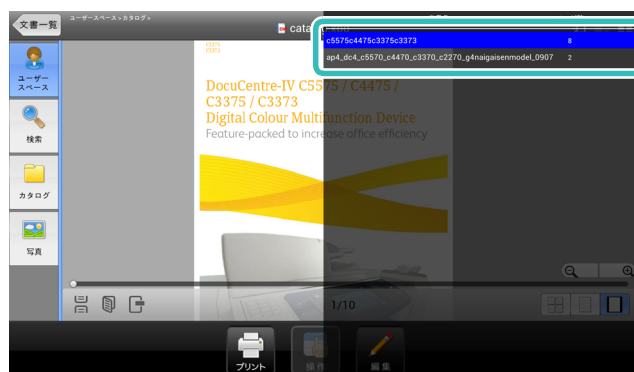 文書一覧
ユーザースペース>カタログ>
c5575c4475c3375c3373 8
ap4_dc4_c5570_c4470_c3370_c2270_g4naigaisenmodel_0907 2
ユーザー
スペース
検索
カタログ
写真
DocuCentre-IV C5575 / C4475 /
C3375 / C3373
Digital Colour Multifunction Device
Feature-packed to increase office efficiency
1/10
プリント
操作
編集